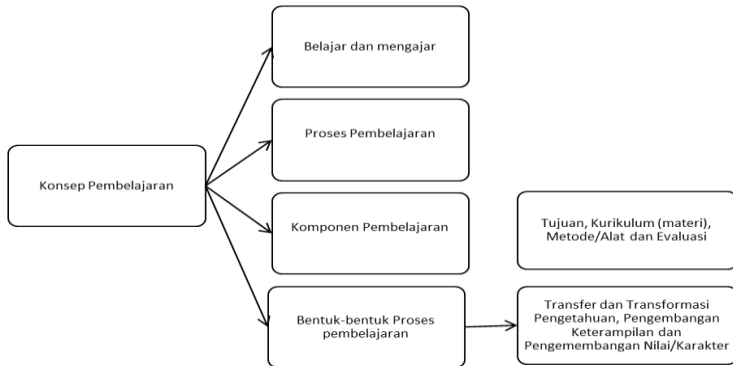 Belajar dan mengajar
Proses Pembelajaran
Konsep Pembelajaran
Komponen Pembelajaran
Tujuan, Kurikulum (materi),
Metode/Alat dan Evaluasi
Bentuk-bentuk Proses
pembelajaran
Transfer dan Transformasi
Pengetahuan, Pengembangan
Keterampilan dan
Pengemembangan Nilai/Karakter